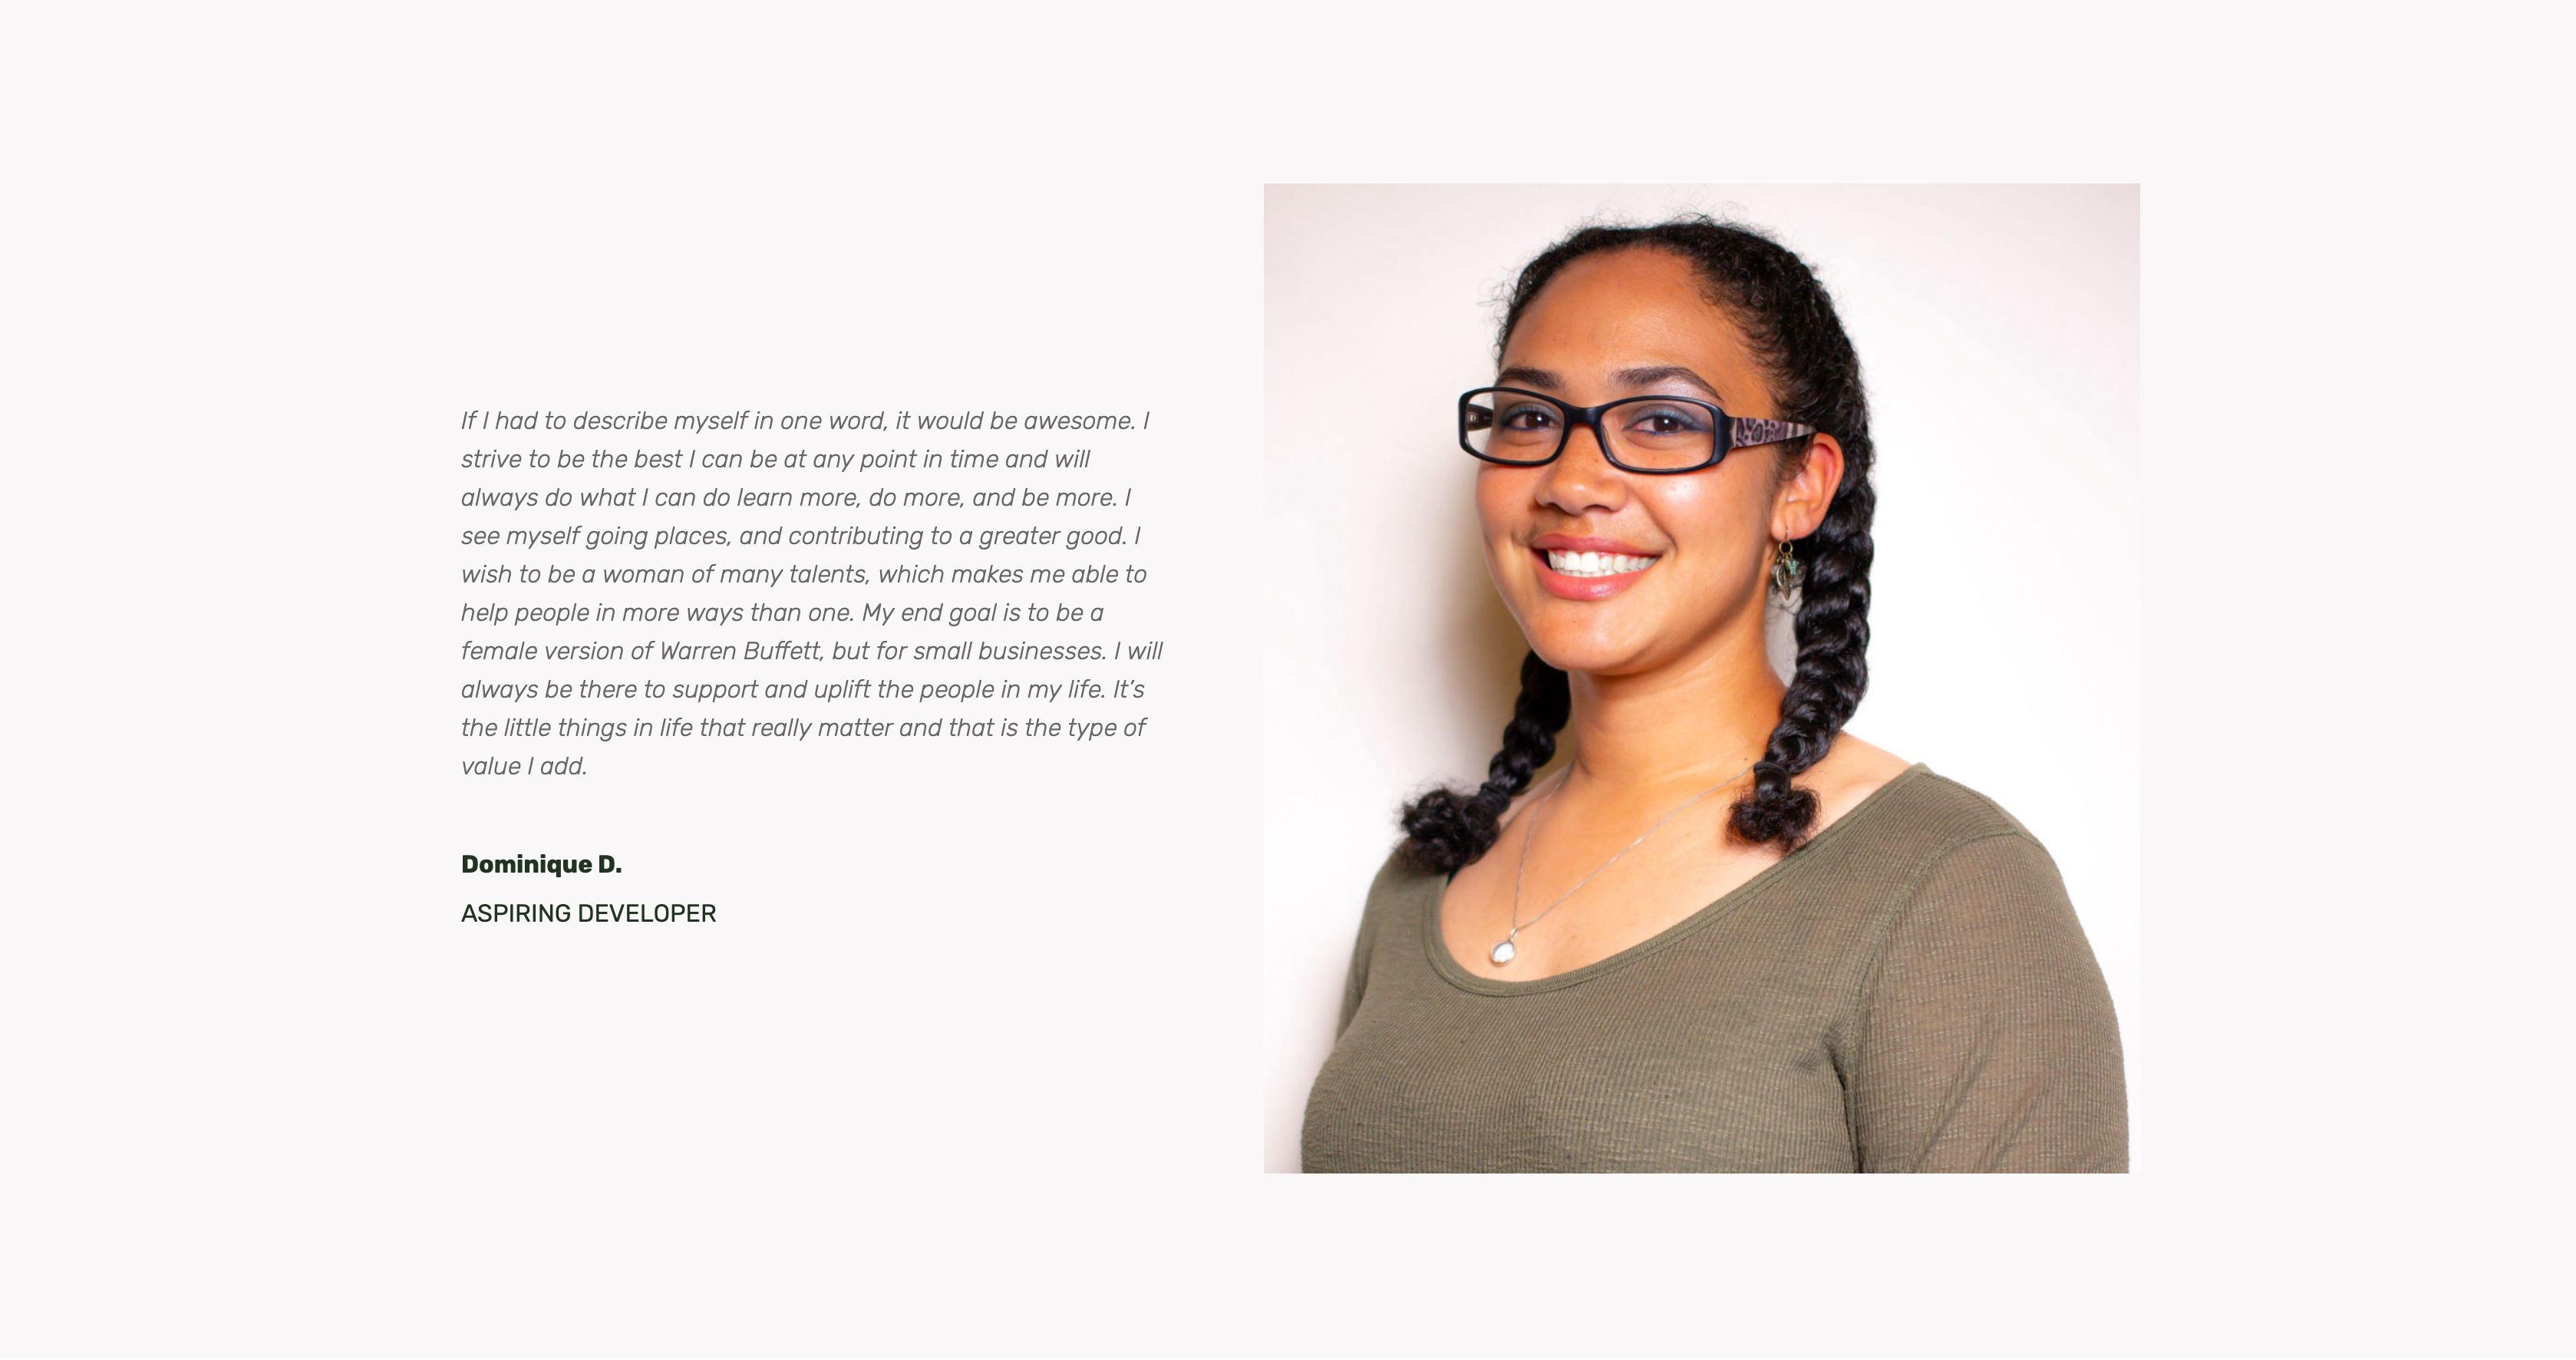 If I had to describe myself in one word, it would be awesome. I
strive to be the best I can be at any point in time and will
always do what I can do learn more, do more, and be more. I
see myself going places, and contributing to a greater good. I
wish to be a woman of many talents, which makes me able to
help people in more ways than one. My end goal is to be a
female version of Warren Buffett, but for small businesses. I will
always be there to support and uplift the people in my life. It’s
the little things in life that really matter and that is the type of
value I add.
Dominique D.
ASPIRING DEVELOPER